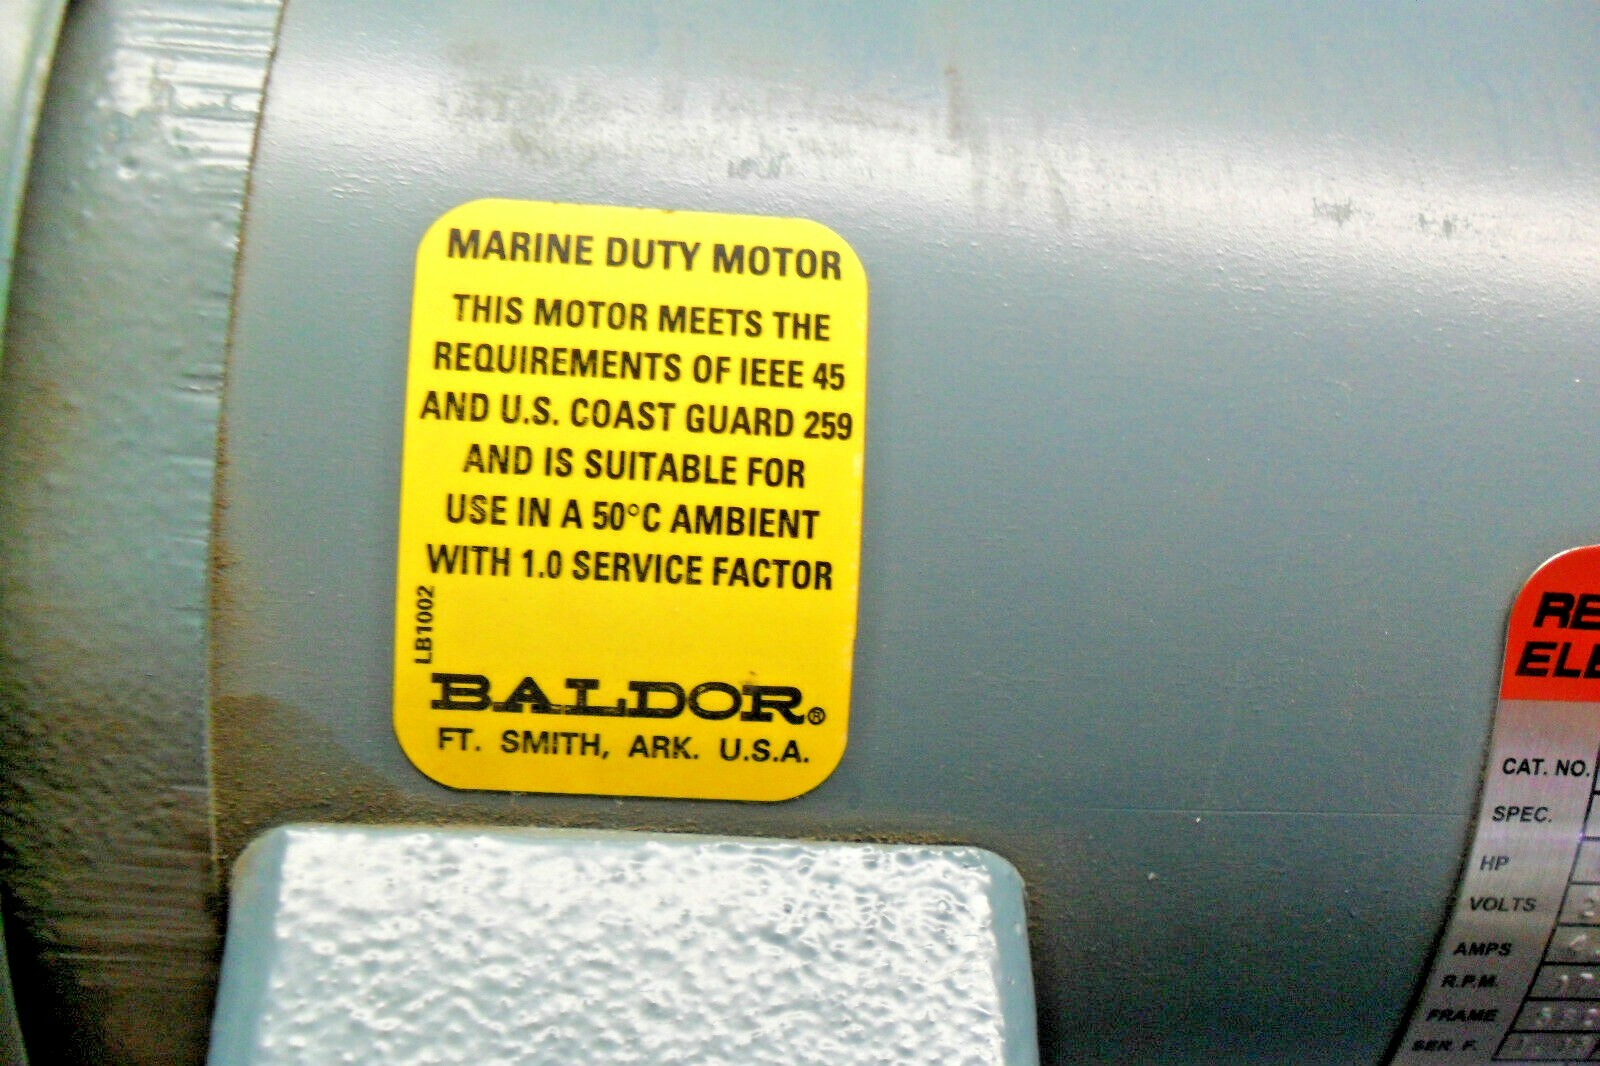 MARINE DUTY MOTOR
THIS MOTOR MEETS THE
REQUIREMENTS OF IEEE 45
AND U.S. COAST GUARD 259
AND IS SUITABLE FOR
USE IN A 50°C AMBIENT
WITH 1.0 SERVICE FACTOR
LB1002
BALDOR®
FT. SMITH, ARK. U.S.A.
CAT. NO.
SPEC.
HP
VOLTS
AMPS
R.P.M.
FRAME
SER. F.